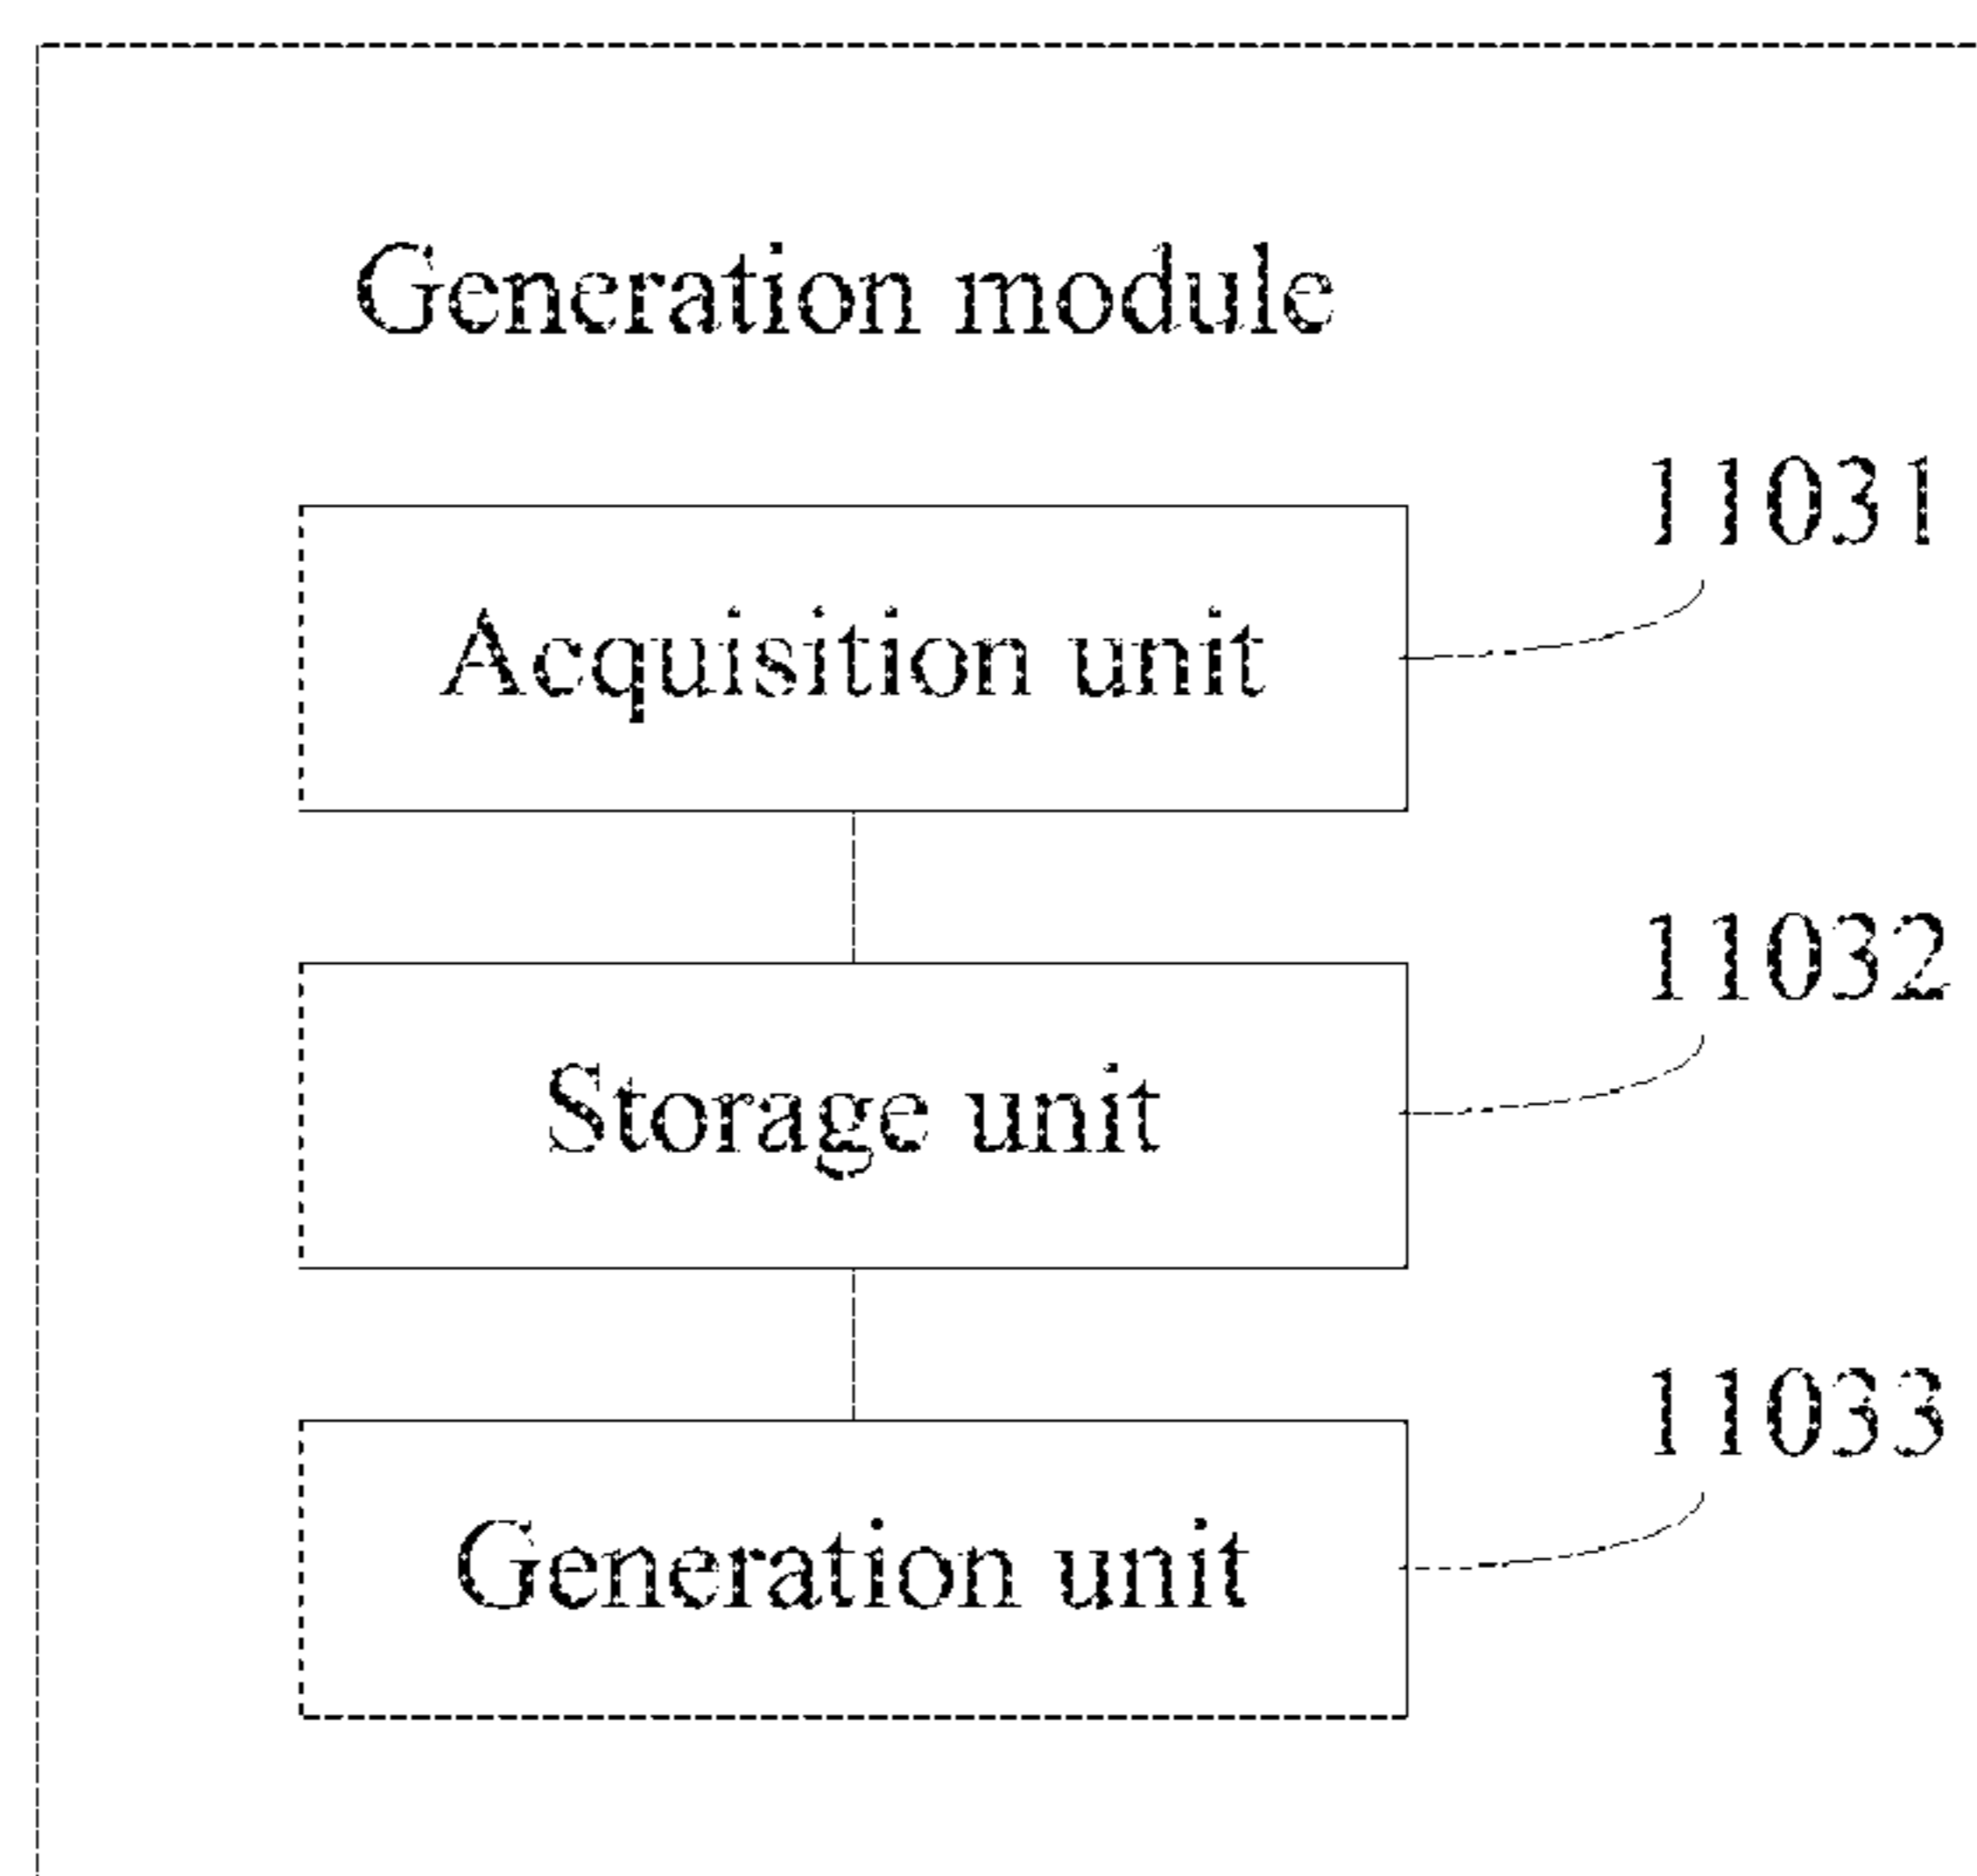 Generation module
11031
Acquisition unit
11032
Storage unit
11033
Generation unit